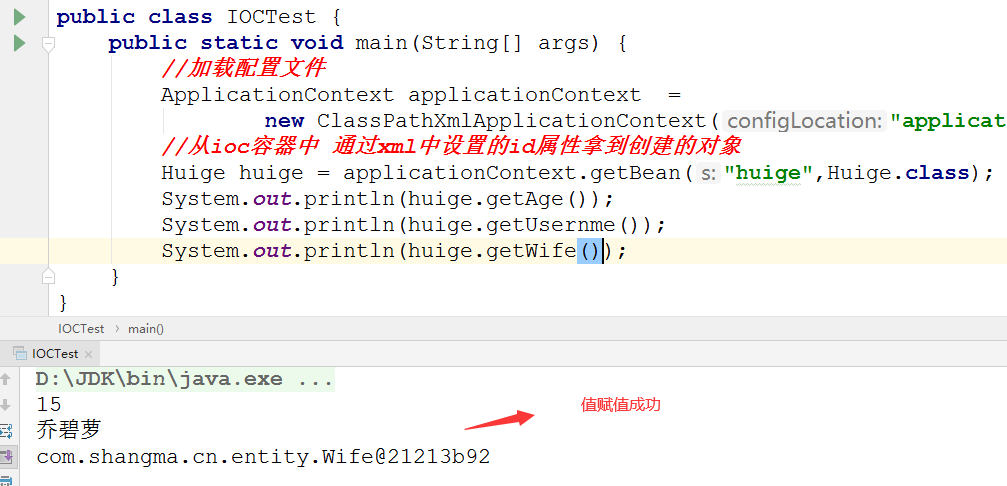 public class IOCTest {
public static void main(String[] args) {
//加载配置文件
ApplicationContext applicationContext =
new ClassPathXmlApplicationContext( configLocation: "applicat
//从ioc容器中 通过xml中设置的id属性拿到创建的对象
Huige huige = applicationContext.getBean( s: "huige",Huige.class);
System.out.println(huige.getAge());
System.out.println(huige.getUsernme());
System.out.println(huige.getWife());
}
}
IOCTest › main()
IOCTest ×
D:\JDK\bin\java.exe ...
15
值赋值成功
乔碧萝
com.shangma.cn.entity.Wife@21213b92